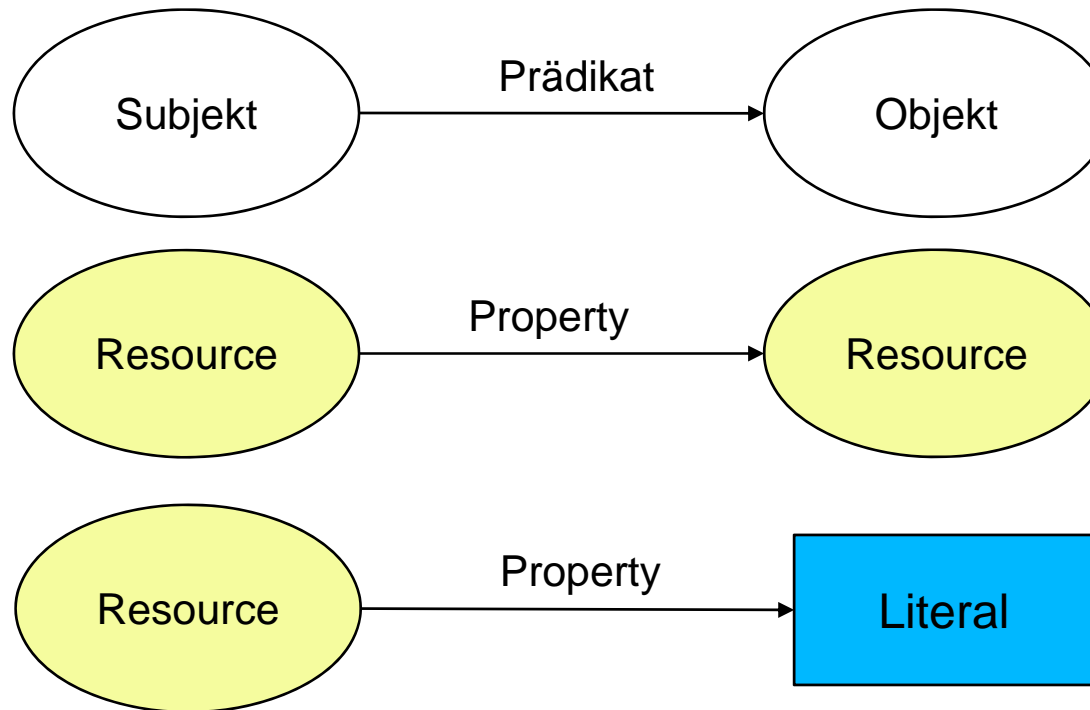 Subjekt
Prädikat
Objekt
Resource
Property
Resource
Resource
Property
Literal